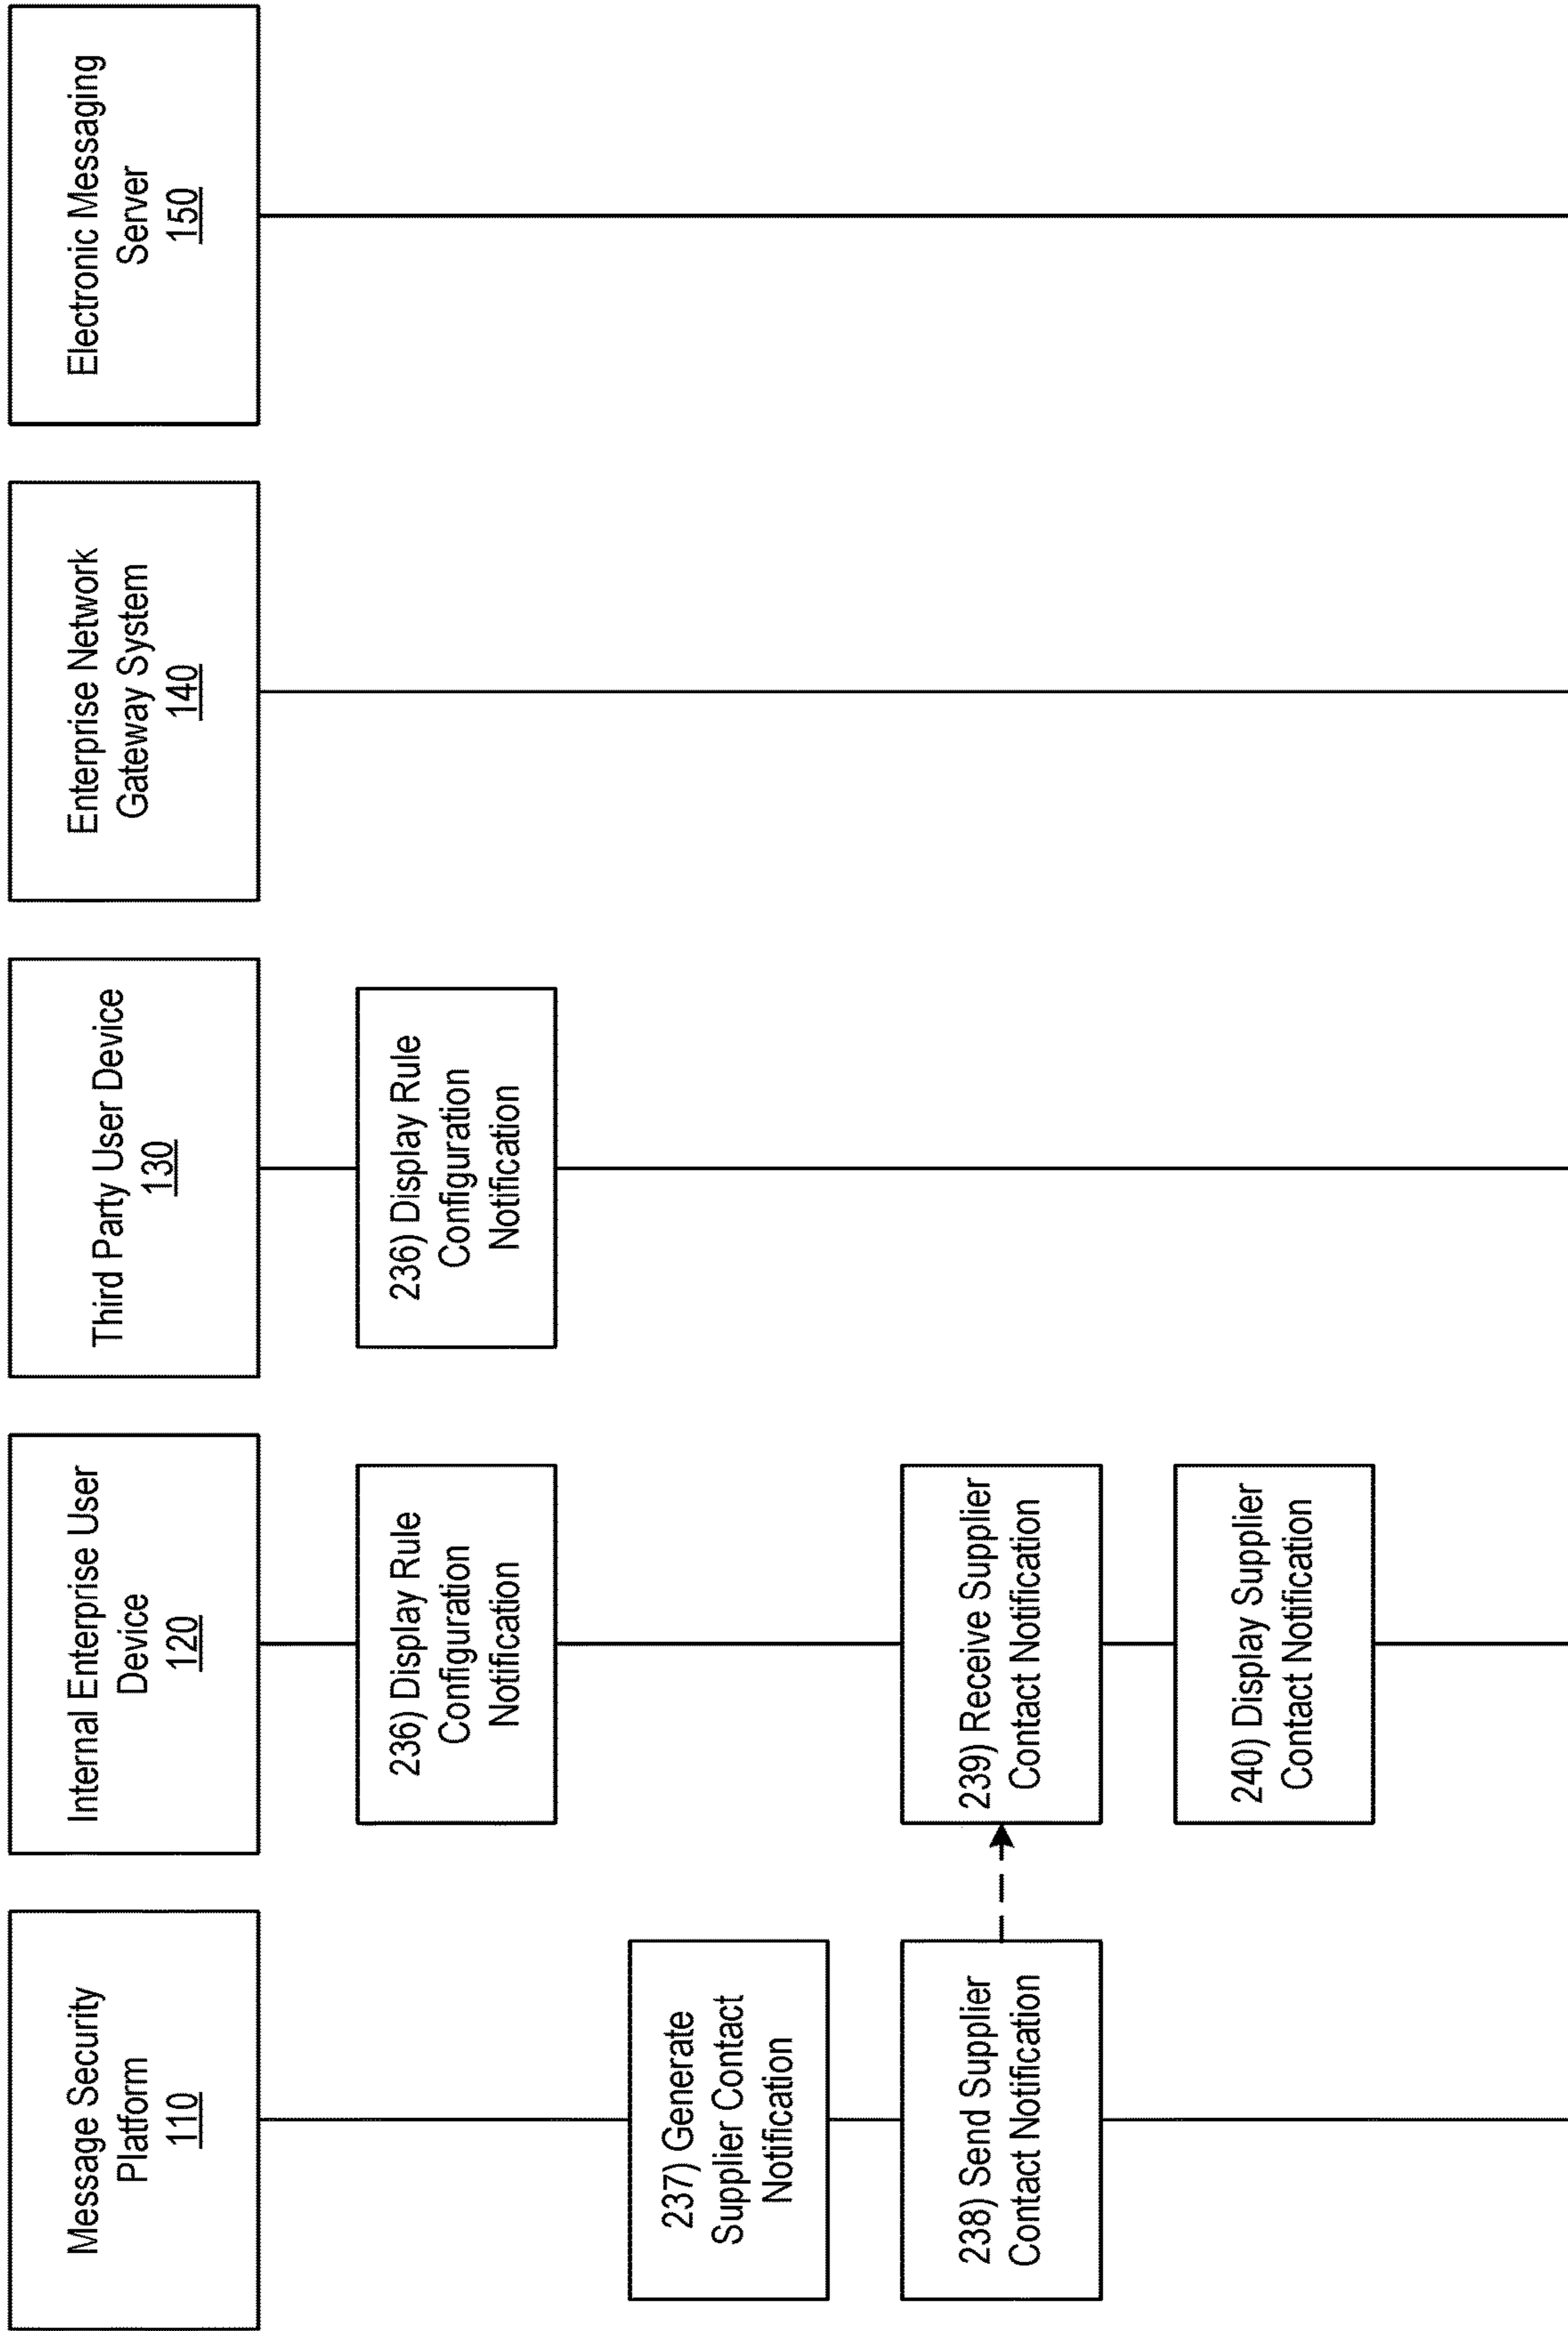 Message Security
Platform
110
Internal Enterprise User
Device
120
Third Party User Device
130
Enterprise Network
Gateway System
140
Electronic Messaging
Server
150
236) Display Rule
Configuration
Notification
236) Display Rule
Configuration
Notification
237) Generate
Supplier Contact
Notification
238) Send Supplier
Contact Notification
239) Receive Supplier
Contact Notification
240) Display Supplier
Contact Notification